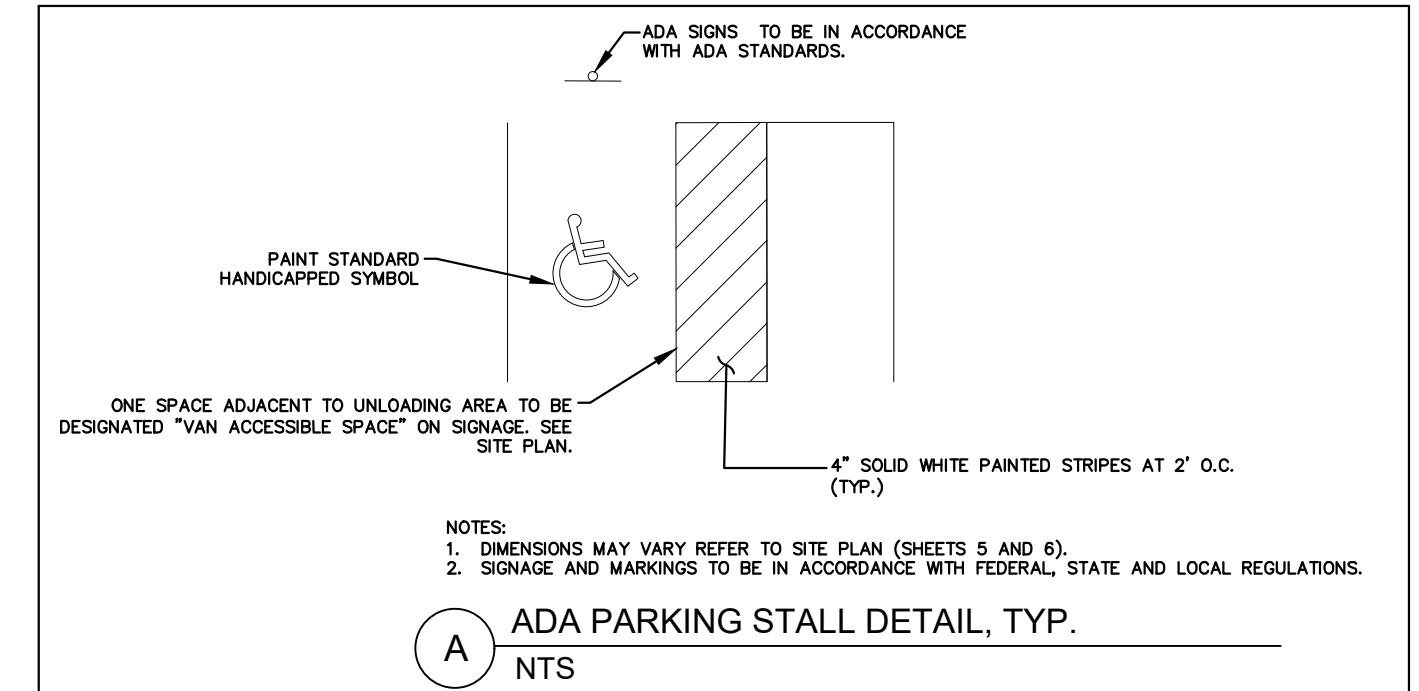 ADA SIGNS TO BE IN ACCORDANCE
WITH ADA STANDARDS.
PAINT STANDARD
HANDICAPPED SYMBOL
ONE SPACE ADJACENT TO UNLOADING AREA TO BE
DESIGNATED "VAN ACCESSIBLE SPACE" ON SIGNAGE. SEE
SITE PLAN.
4" SOLID WHITE PAINTED STRIPES AT 2' O.C.
(TYP.)
NOTES:
1. DIMENSIONS MAY VARY REFER TO SITE PLAN (SHEETS 5 AND 6).
2. SIGNAGE AND MARKINGS TO BE IN ACCORDANCE WITH FEDERAL, STATE AND LOCAL REGULATIONS.
A
ADA PARKING STALL DETAIL, TYP.
NTS